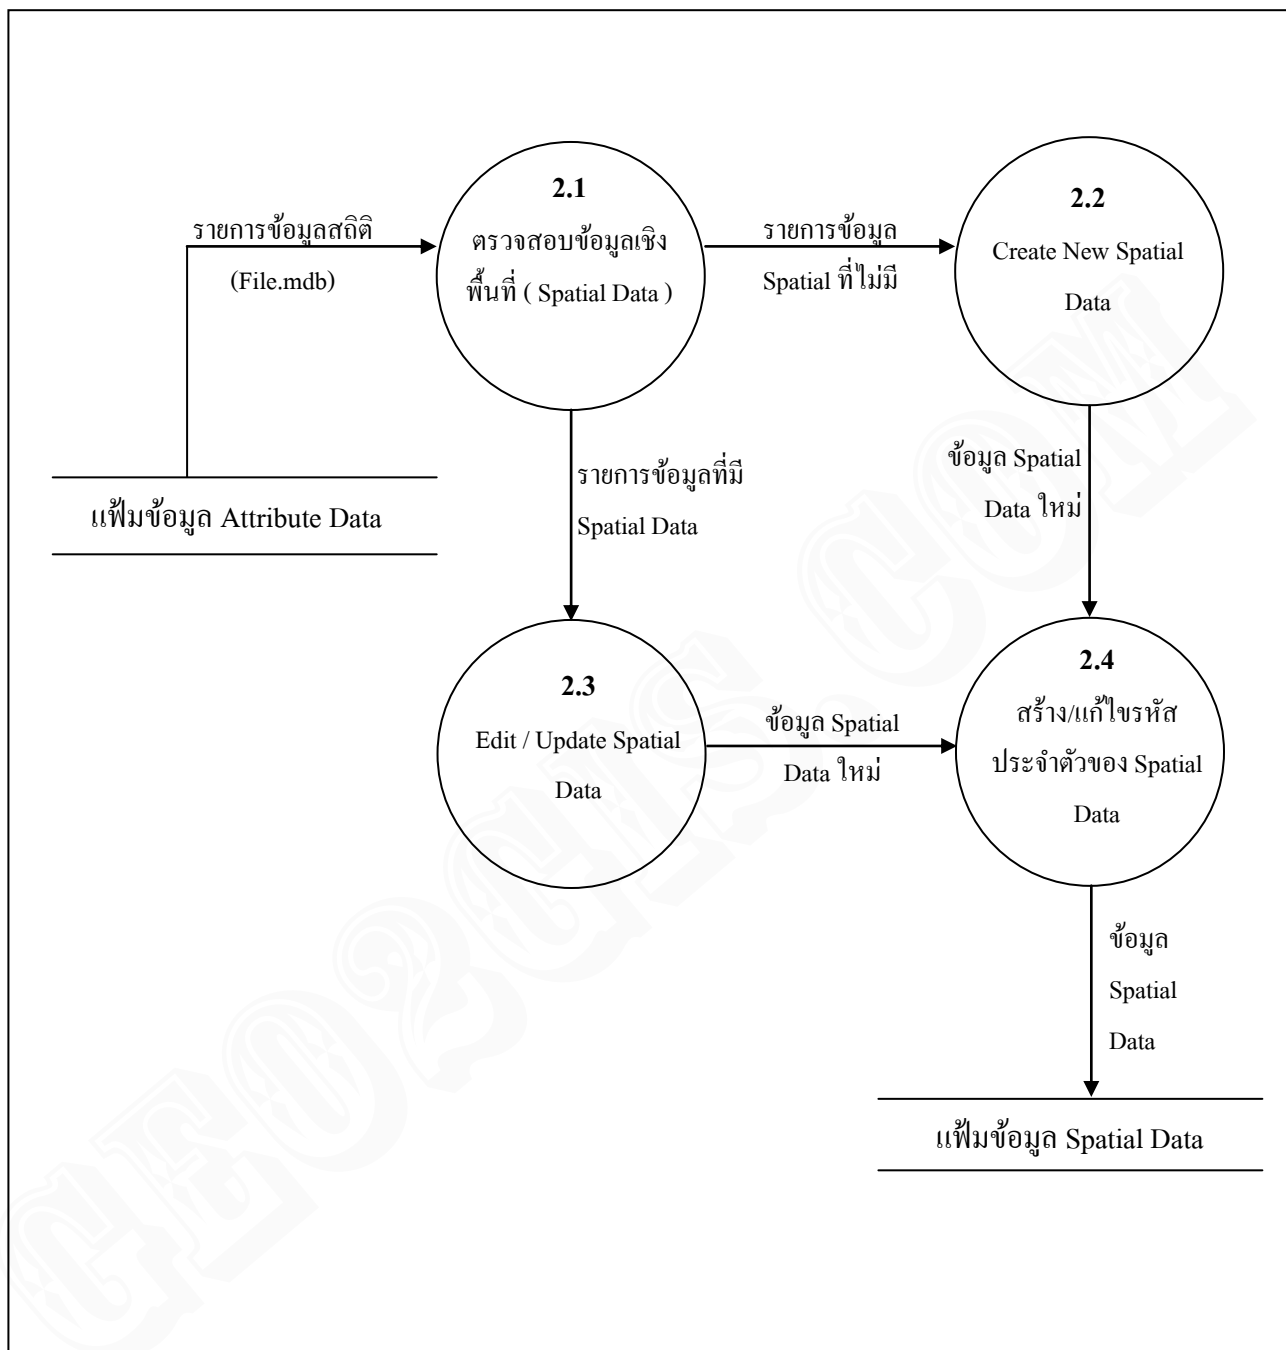 2.1
ตรวจสอบข้อมูลเชิง
พื้นที่ ( Spatial Data )
2.2
Create New Spatial
Data
รายการข้อมูลสถิติ
(File.mdb)
รายการข้อมูล
Spatial ที่ไม่มี
แฟ้มข้อมูล Attribute Data
รายการข้อมูลที่มี
Spatial Data
ข้อมูล Spatial
Data ใหม่
2.3
Edit / Update Spatial
Data
ข้อมูล Spatial
Data ใหม่
2.4
สร้าง/แก้ไขรหัส
ประจำตัวของ Spatial
Data
ข้อมูล
Spatial
Data
แฟ้มข้อมูล Spatial Data
GEO2GIS.COM